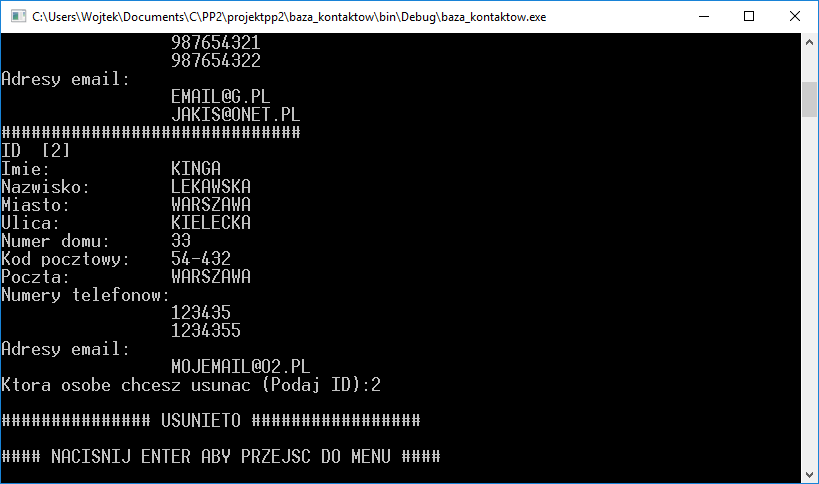 C:\Users\Wojtek\Documents\C\PP2\projektpp2\baza_kontaktow\bin\Debug\baza_kontaktow.exe
987654321
987654322
Adresy email:
EMAIL@G.PL
JAKIS@ONET.PL
##############################
ID [2]
Imie: KINGA
Nazwisko: LEKAWSKA
Miasto: WARSZAWA
Ulica: KIELECKA
Numer domu: 33
Kod pocztowy: 54-432
Poczta: WARSZAWA
Numery telefonow:
123435
1234355
Adresy email:
MOJEMAIL@O2.PL
Ktora osobe chcesz usunac (Podaj ID):2
############### USUNIETO #################
#### NACISNIJ ENTER ABY PRZEJSC DO MENU ####